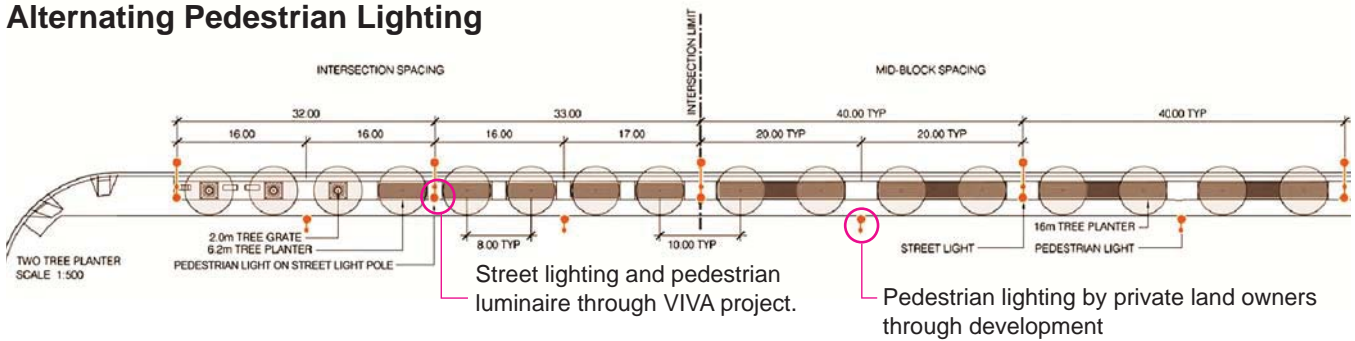 Alternating Pedestrian Lighting
INTERSECTION SPACING
INTERSECTION LIMIT
MID-BLOCK SPACING
32.00
33.00
40.00 TYP
40.00 TYP
16.00
16.00
16.00
17.00
20.00 TYP
20.00 TYP
2.0m TREE GRATE
6.2m TREE PLANTER
PEDESTRIAN LIGHT ON STREET LIGHT POLE
8.00 TYP
10.00 TYP
STREET LIGHT
16m TREE PLANTER
PEDESTRIAN LIGHT
TWO TREE PLANTER
SCALE 1:500
Street lighting and pedestrian
luminaire through VIVA project.
Pedestrian lighting by private land owners
through development